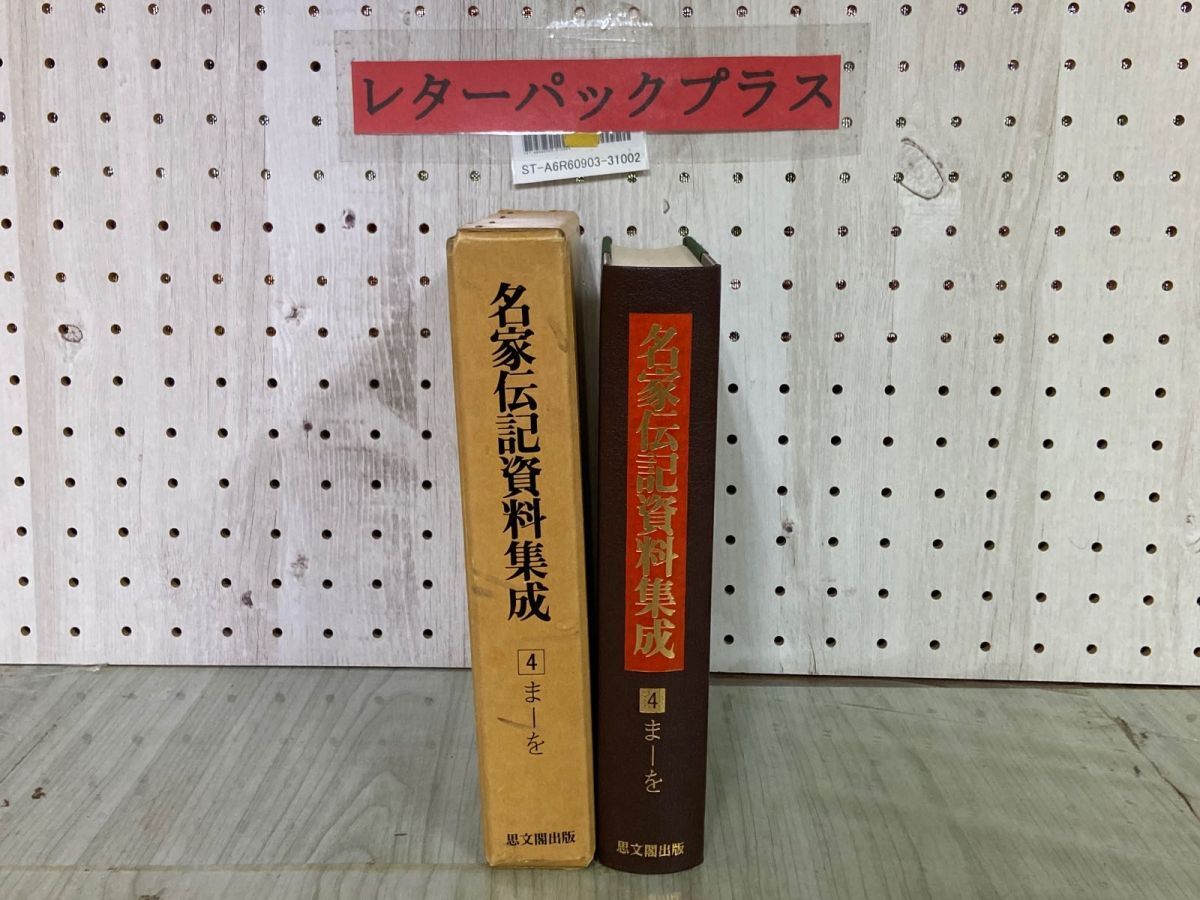 レターパックプラス
ST-A6R60903-31002
名家伝記資料集成
4
まーを
思文閣出版
名家伝記資料集成
4
まーを
思文閣出版